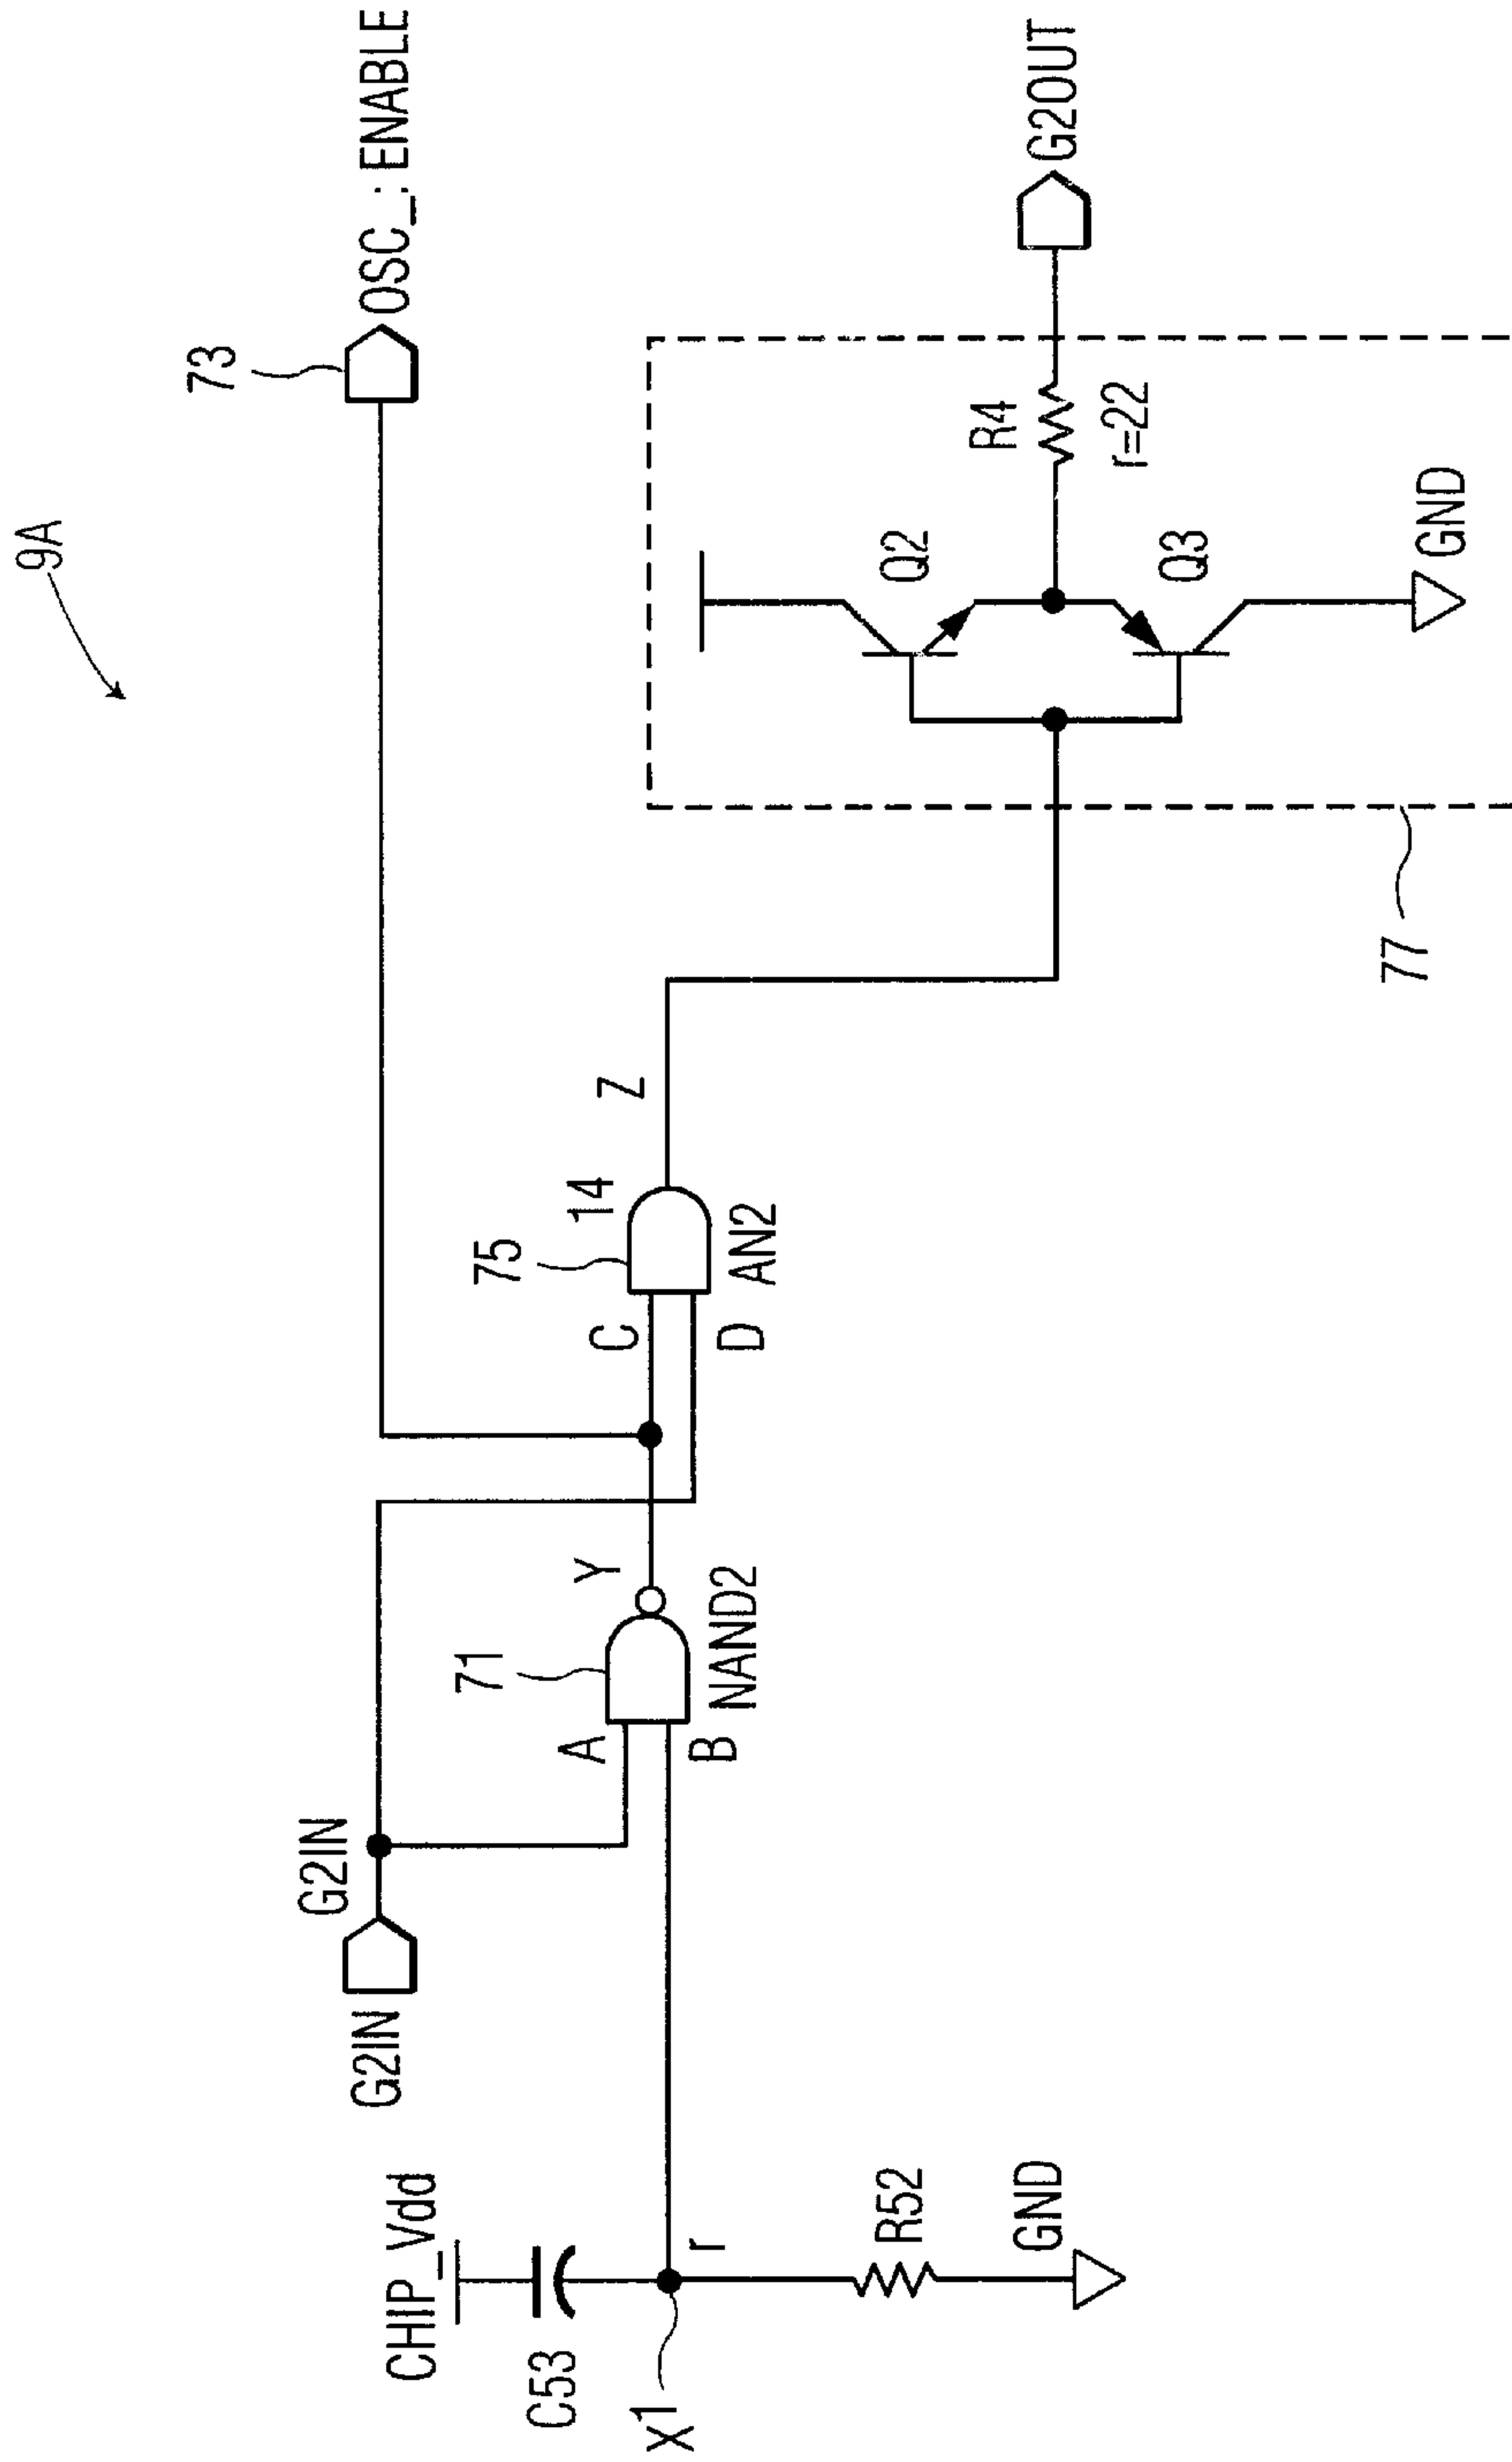 9A
73
OSC_: ENABLE
G2IN
G2IN
CHIP_Vdd
C53
X1
r
R52
GND
71
A
B
Y
NAND2
75
14
C
D
AN2
Z
77
Q2
Q3
R4
r=22
GND
G2OUT